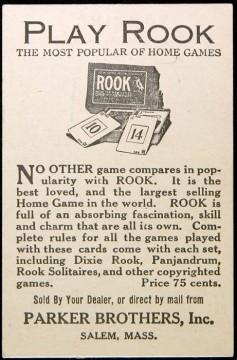 PLAY ROOK
THE MOST POPULAR OF HOME GAMES
ROOK
10
14
NO OTHER game compares in pop-
ularity with ROOK. It is the
best loved, and the largest selling
Home Game in the world. ROOK is
full of an absorbing fascination, skill
and charm that are all its own. Com-
plete rules for all the games played
with these cards come with each set,
including Dixie Rook, Panjandrum,
Rook Solitaires, and other copyrighted
games. Price 75 cents.
Sold By Your Dealer, or direct by mail from
PARKER BROTHERS, Inc.
SALEM, MASS.